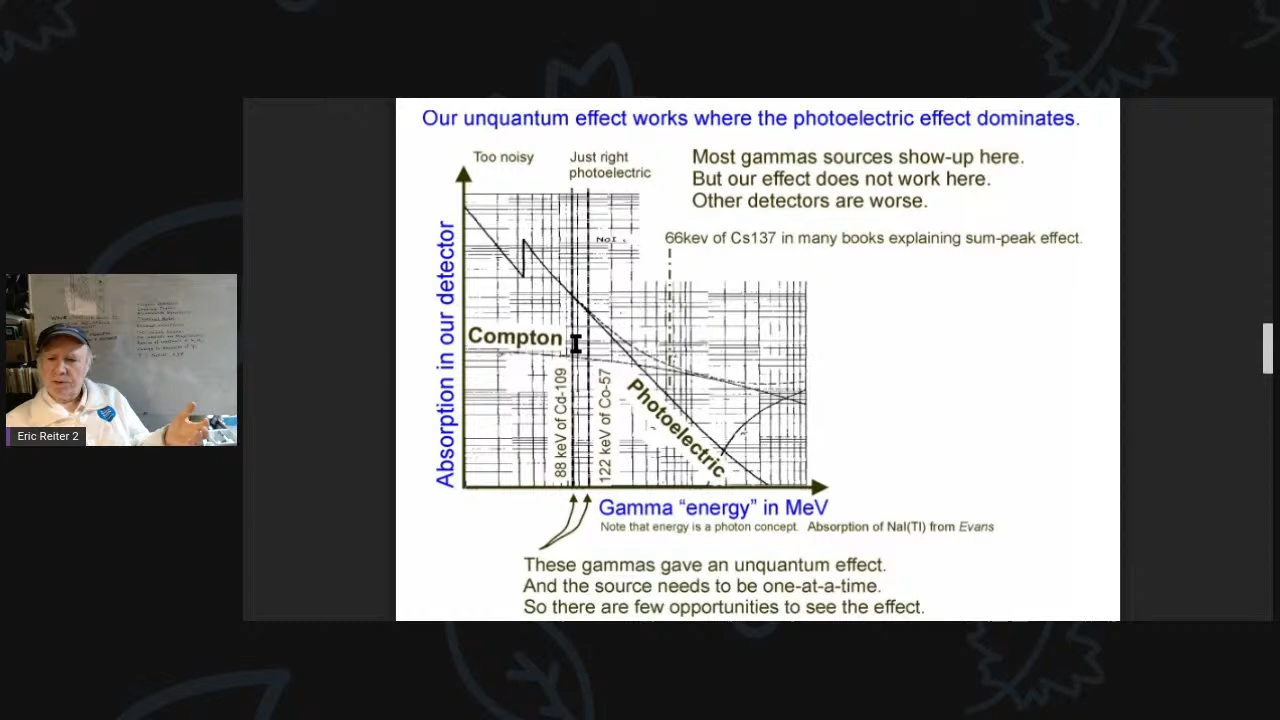 Our unquantum effect works where the photoelectric effect dominates.
Too noisy
Just right
photoelectric
Most gammas sources show-up here.
But our effect does not work here.
Other detectors are worse.
66kev of Cs137 in many books explaining sum-peak effect.
Absorption in our detector
Compton
Photoelectric
88 keV of Cd-109
122 keV of Co-57
Gamma "energy" in MeV
Note that energy is a photon concept. Absorption of NaI(Tl) from Evans
These gammas gave an unquantum effect.
And the source needs to be one-at-a-time.
So there are few opportunities to see the effect.
Eric Reiter 2